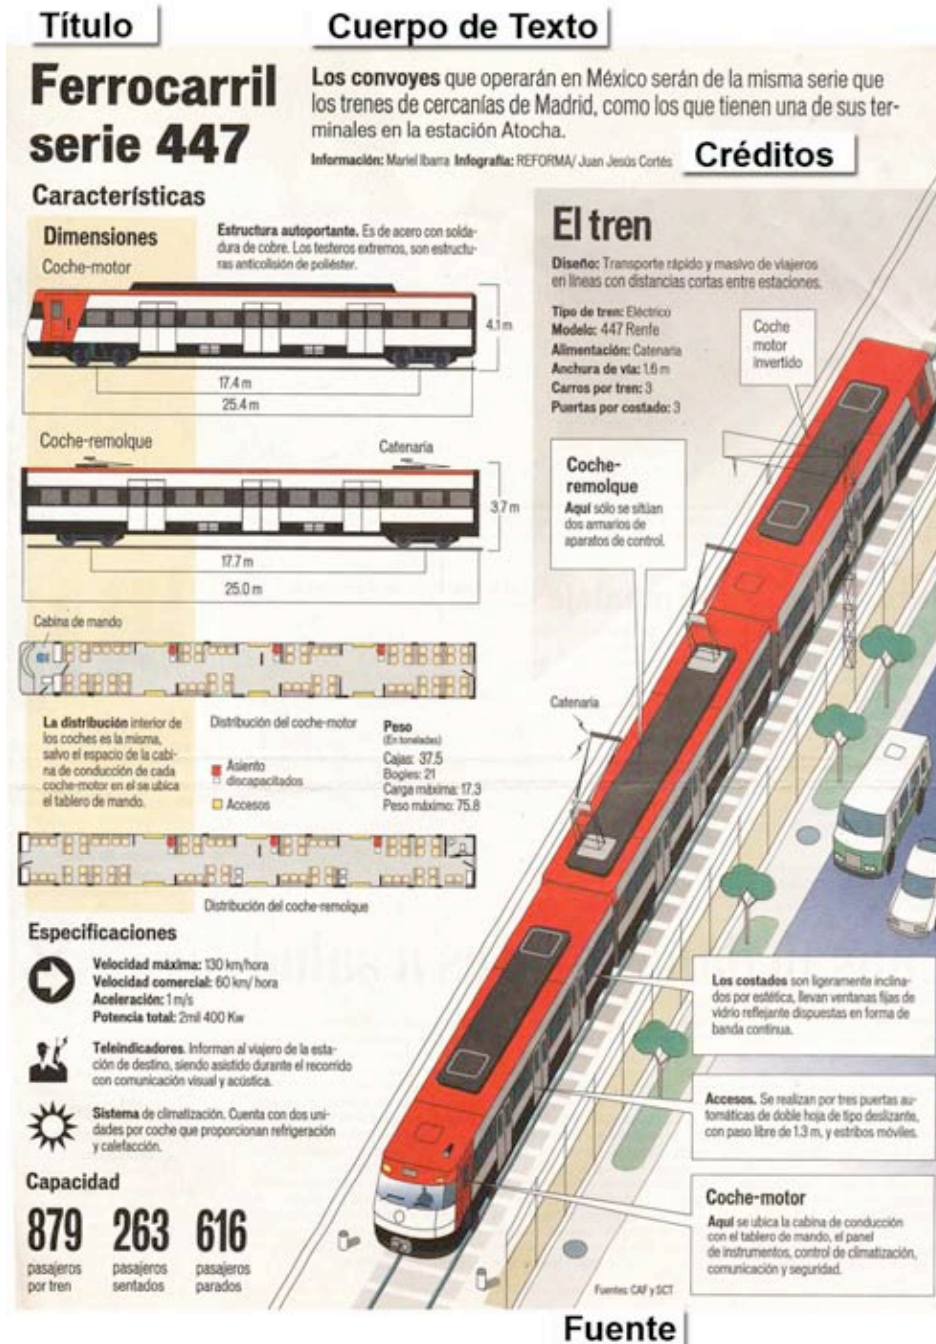 Título
Cuerpo de Texto
Ferrocarril
serie 447
Los convoyes que operarán en México serán de la misma serie que
los trenes de cercanías de Madrid, como los que tienen una de sus ter-
minales en la estación Atocha.
Información: Mariel Ibarra Infografía: REFORMA/ Juan Jesús Cortés
Créditos
Características
Dimensiones
Coche-motor
Estructura autoportante. Es de acero con solda-
dura de cobre. Los testeros extremos, son estructu-
ras anticolisión de poliéster.
4.1 m
17.4 m
25.4 m
Coche-remolque
Catenaria
3.7 m
17.7 m
25.0 m
Cabina de mando
La distribución interior de
los coches es la misma,
salvo el espacio de la cabi-
na de conducción de cada
coche-motor en el se ubica
el tablero de mando.
Distribución del coche-motor
Asiento
discapacitados
Accesos
Peso
(En toneladas)
Cajas: 37.5
Bogies: 21
Carga máxima: 17.3
Peso máximo: 75.8
Distribución del coche-remolque
Especificaciones
Velocidad máxima: 130 km/hora
Velocidad comercial: 60 km/ hora
Aceleración: 1 m/s
Potencia total: 2mil 400 Kw
Teleindicadores. Informan al viajero de la esta-
ción de destino, siendo asistido durante el recorrido
con comunicación visual y acústica.
Sistema de climatización. Cuenta con dos uni-
dades por coche que proporcionan refrigeración
y calefacción.
Capacidad
879
pasajeros
por tren
263
pasajeros
sentados
616
pasajeros
parados
El tren
Diseño: Transporte rápido y masivo de viajeros
en líneas con distancias cortas entre estaciones.
Tipo de tren: Eléctrico
Modelo: 447 Renfe
Alimentación: Catenaria
Anchura de vía: 1.6 m
Carros por tren: 3
Puertas por costado: 3
Coche
motor
invertido
Coche-
remolque
Aquí sólo se sitúan
dos armarios de
aparatos de control.
Catenaria
Los costados son ligeramente inclina-
dos por estética, llevan ventanas fijas de
vidrio reflejante dispuestas en forma de
banda continua.
Accesos. Se realizan por tres puertas au-
tomáticas de doble hoja de tipo deslizante,
con paso libre de 1.3 m, y estribos móviles.
Coche-motor
Aquí se ubica la cabina de conducción
con el tablero de mando, el panel
de instrumentos, control de climatización,
comunicación y seguridad.
Fuentes: CAF y SCT
Fuente